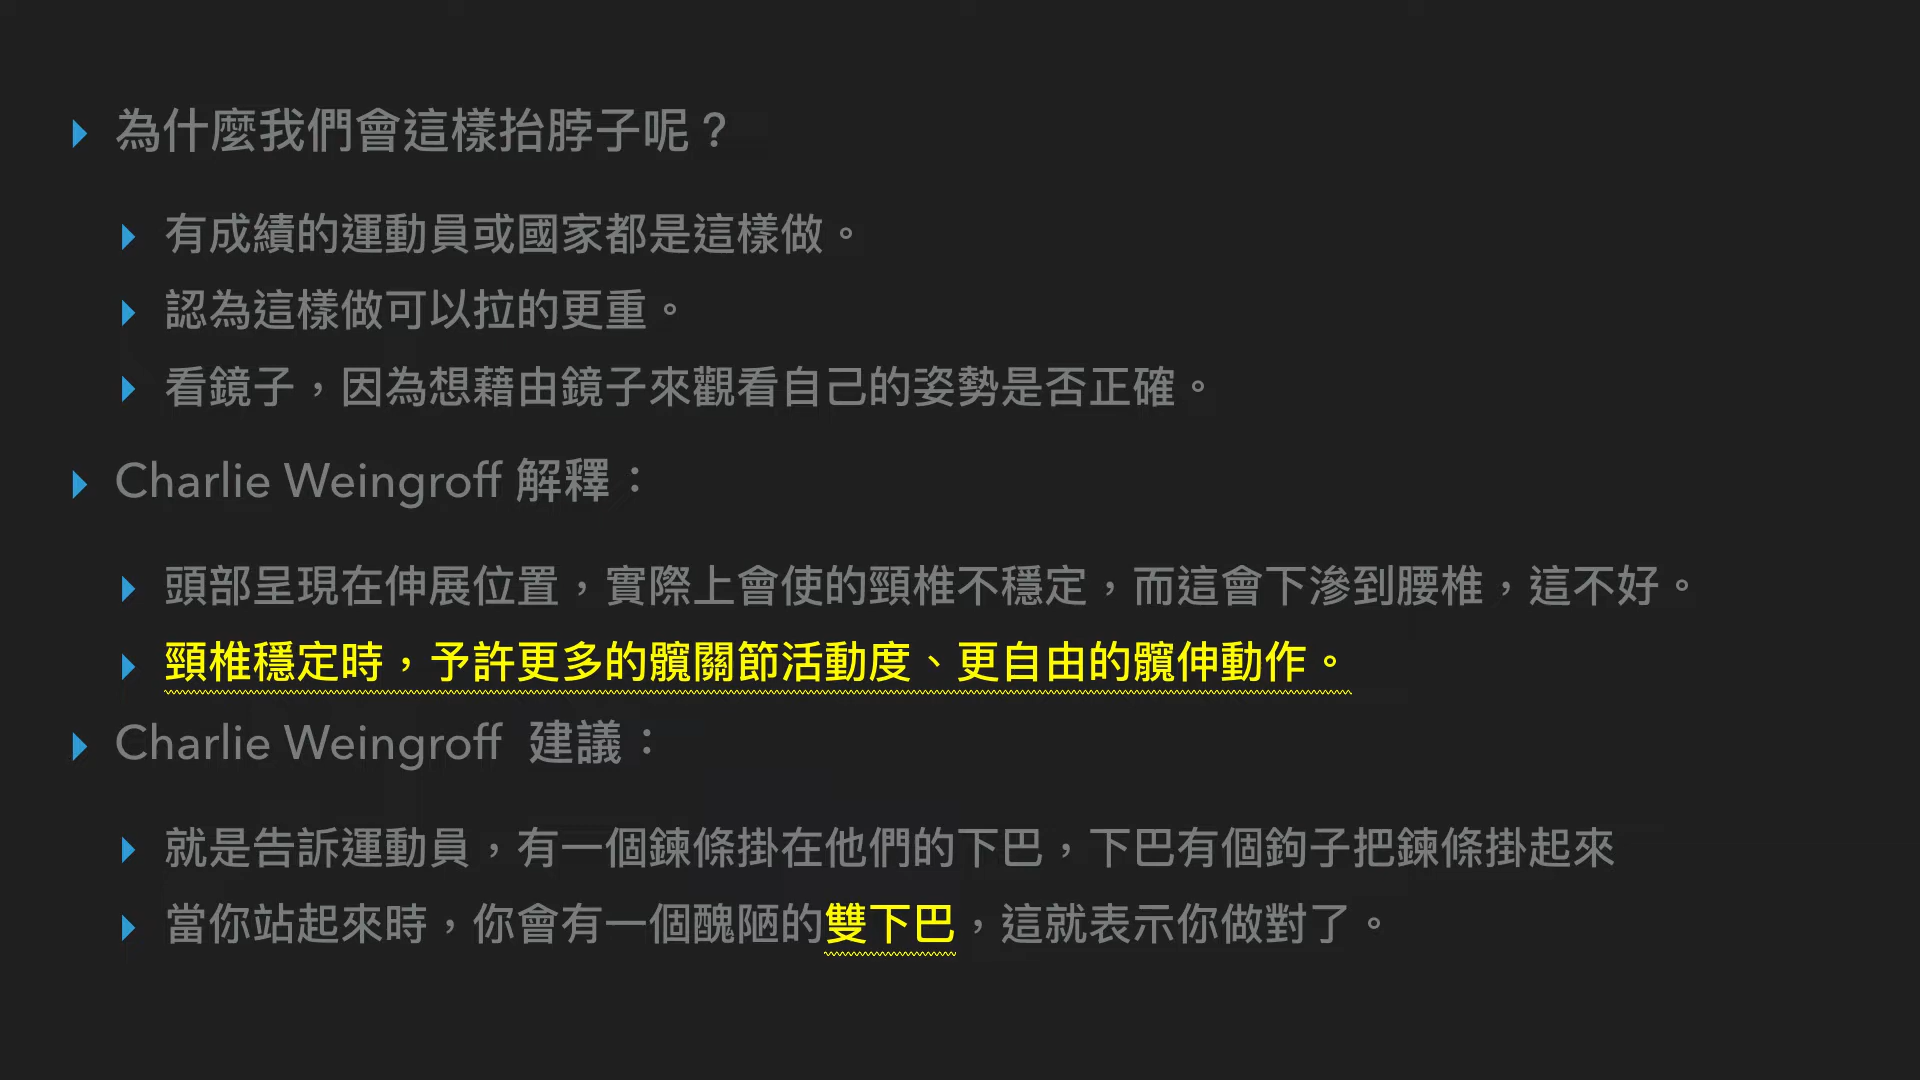 為什麼我們會這樣抬脖子呢？
有成績的運動員或國家都是這樣做。
認為這樣做可以拉的更重。
看鏡子，因為想藉由鏡子來觀看自己的姿勢是否正確。
Charlie Weingroff 解釋：
頭部呈現在伸展位置，實際上會使的頸椎不穩定，而這會下滲到腰椎，這不好。
頸椎穩定時，予許更多的髖關節活動度、更自由的髖伸動作。
Charlie Weingroff 建議：
就是告訴運動員，有一個鍊條掛在他們的下巴，下巴有個鉤子把鍊條掛起來
當你站起來時，你會有一個醜陋的雙下巴，這就表示你做對了。